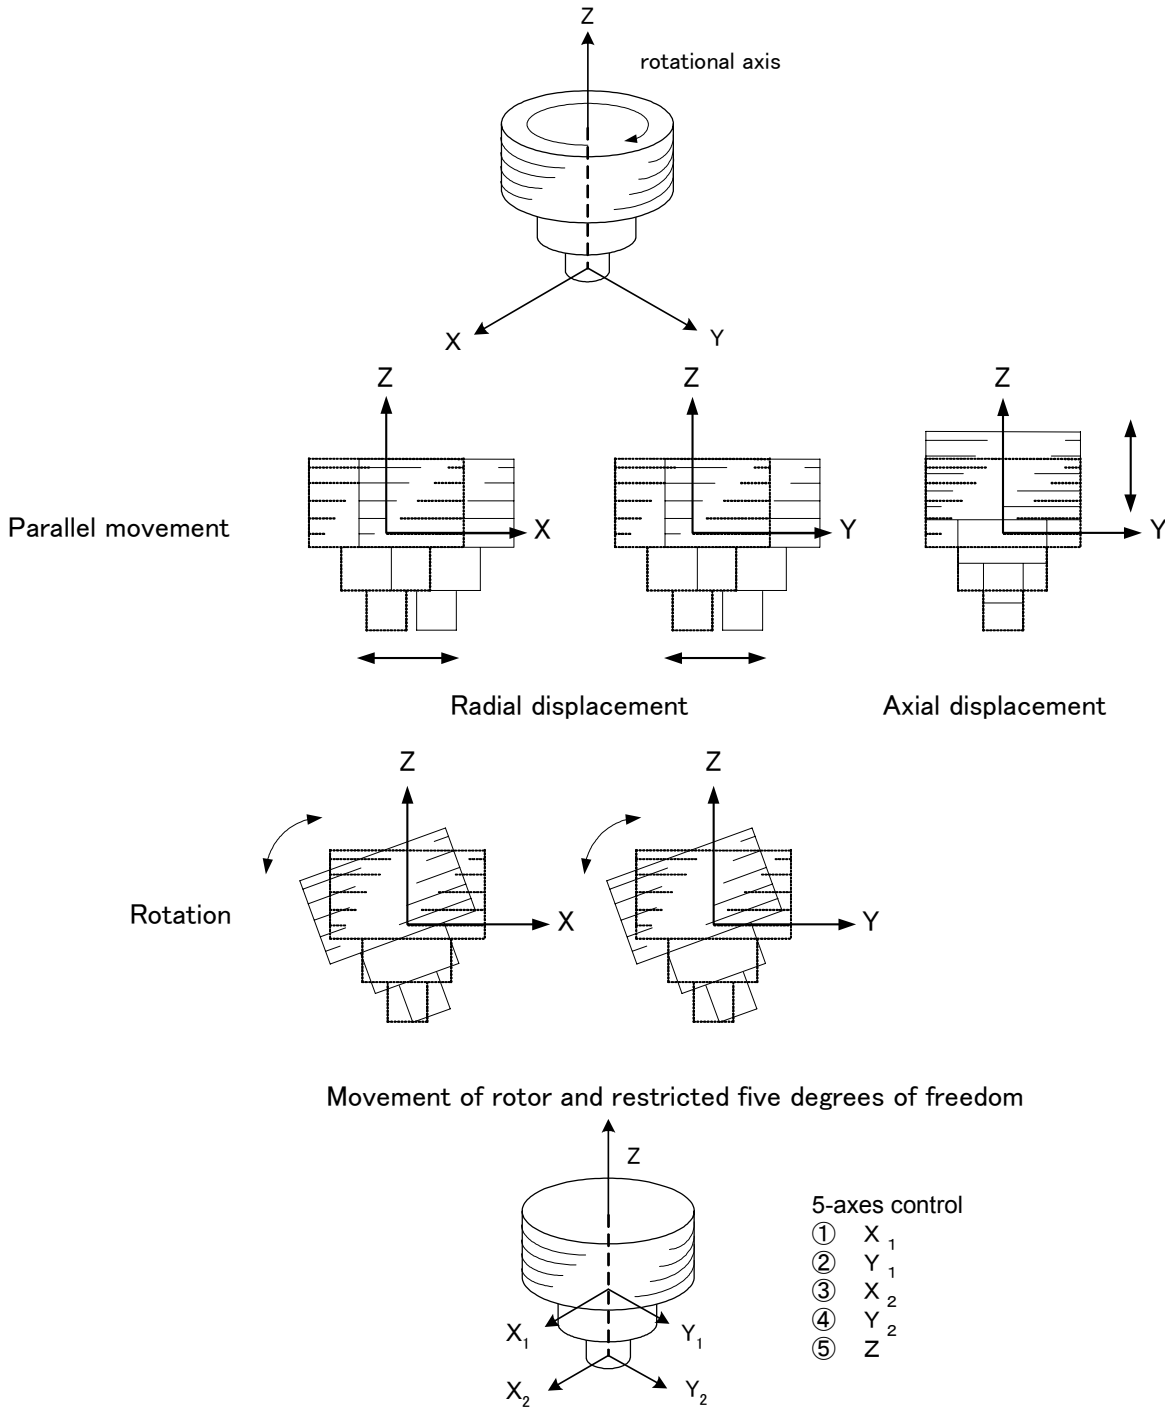 Z
rotational axis
X
Y
Z
Z
Z
Parallel movement
X
Y
Y
Radial displacement
Axial displacement
Z
Z
Rotation
X
Y
Movement of rotor and restricted five degrees of freedom
Z
5-axes control
① X₁
② Y₁
③ X₂
④ Y₂
⑤ Z
X₁
Y₁
X₂
Y₂